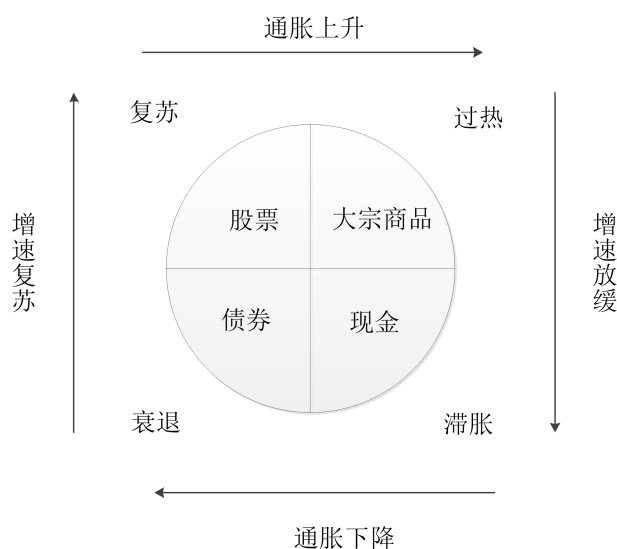 通胀上升
复苏
过热
增速复苏
股票
大宗商品
增速放缓
债券
现金
衰退
滞胀
通胀下降